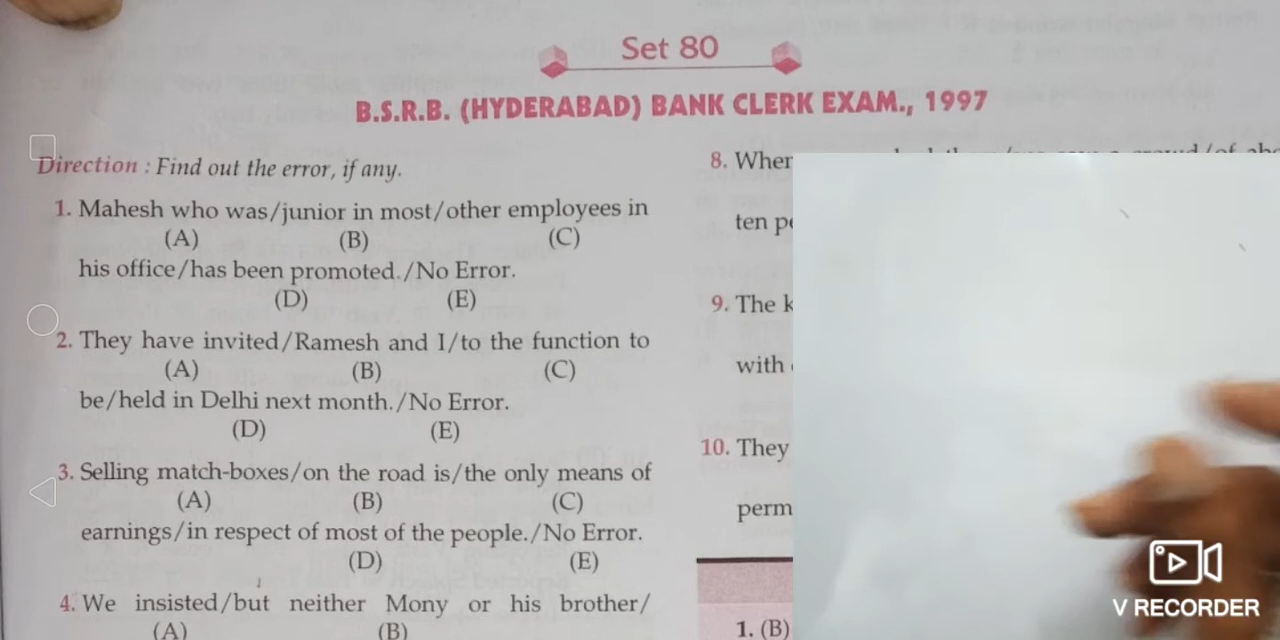 Set 80
B.S.R.B. (HYDERABAD) BANK CLERK EXAM., 1997
Direction : Find out the error, if any.
1. Mahesh who was/junior in most/other employees in
(A) (B) (C)
his office/has been promoted./No Error.
(D) (E)
2. They have invited/Ramesh and I/to the function to
(A) (B) (C)
be/held in Delhi next month./No Error.
(D) (E)
3. Selling match-boxes/on the road is/the only means of
(A) (B) (C)
earnings/in respect of most of the people./No Error.
(D) (E)
4. We insisted/but neither Mony or his brother/
(A) (B)
8.
ten
9. The
with
10. They
1. (B)
V RECORDER